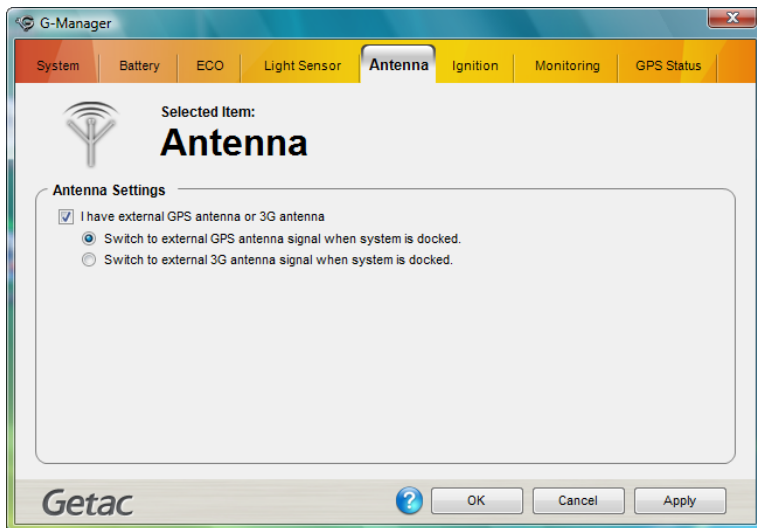 G-Manager
System Battery ECO Light Sensor Antenna Ignition Monitoring GPS Status
Selected Item:
Antenna
Antenna Settings
I have external GPS antenna or 3G antenna
Switch to external GPS antenna signal when system is docked.
Switch to external 3G antenna signal when system is docked.
Getac ? OK Cancel Apply